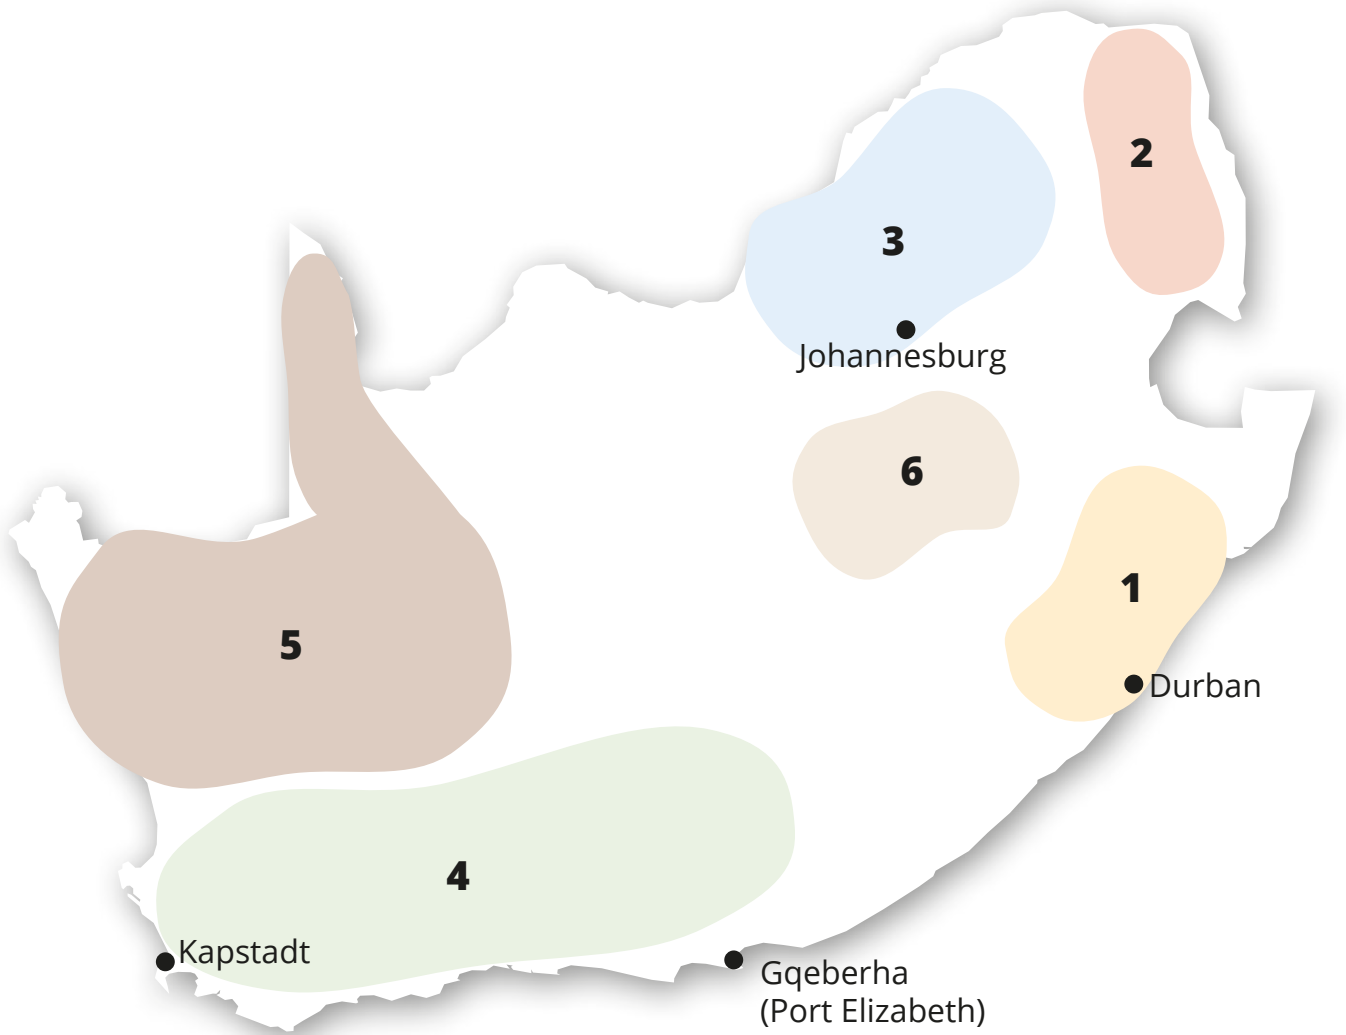 2
3
Johannesburg
6
1
5
Durban
4
Kapstadt
Gqeberha
(Port Elizabeth)